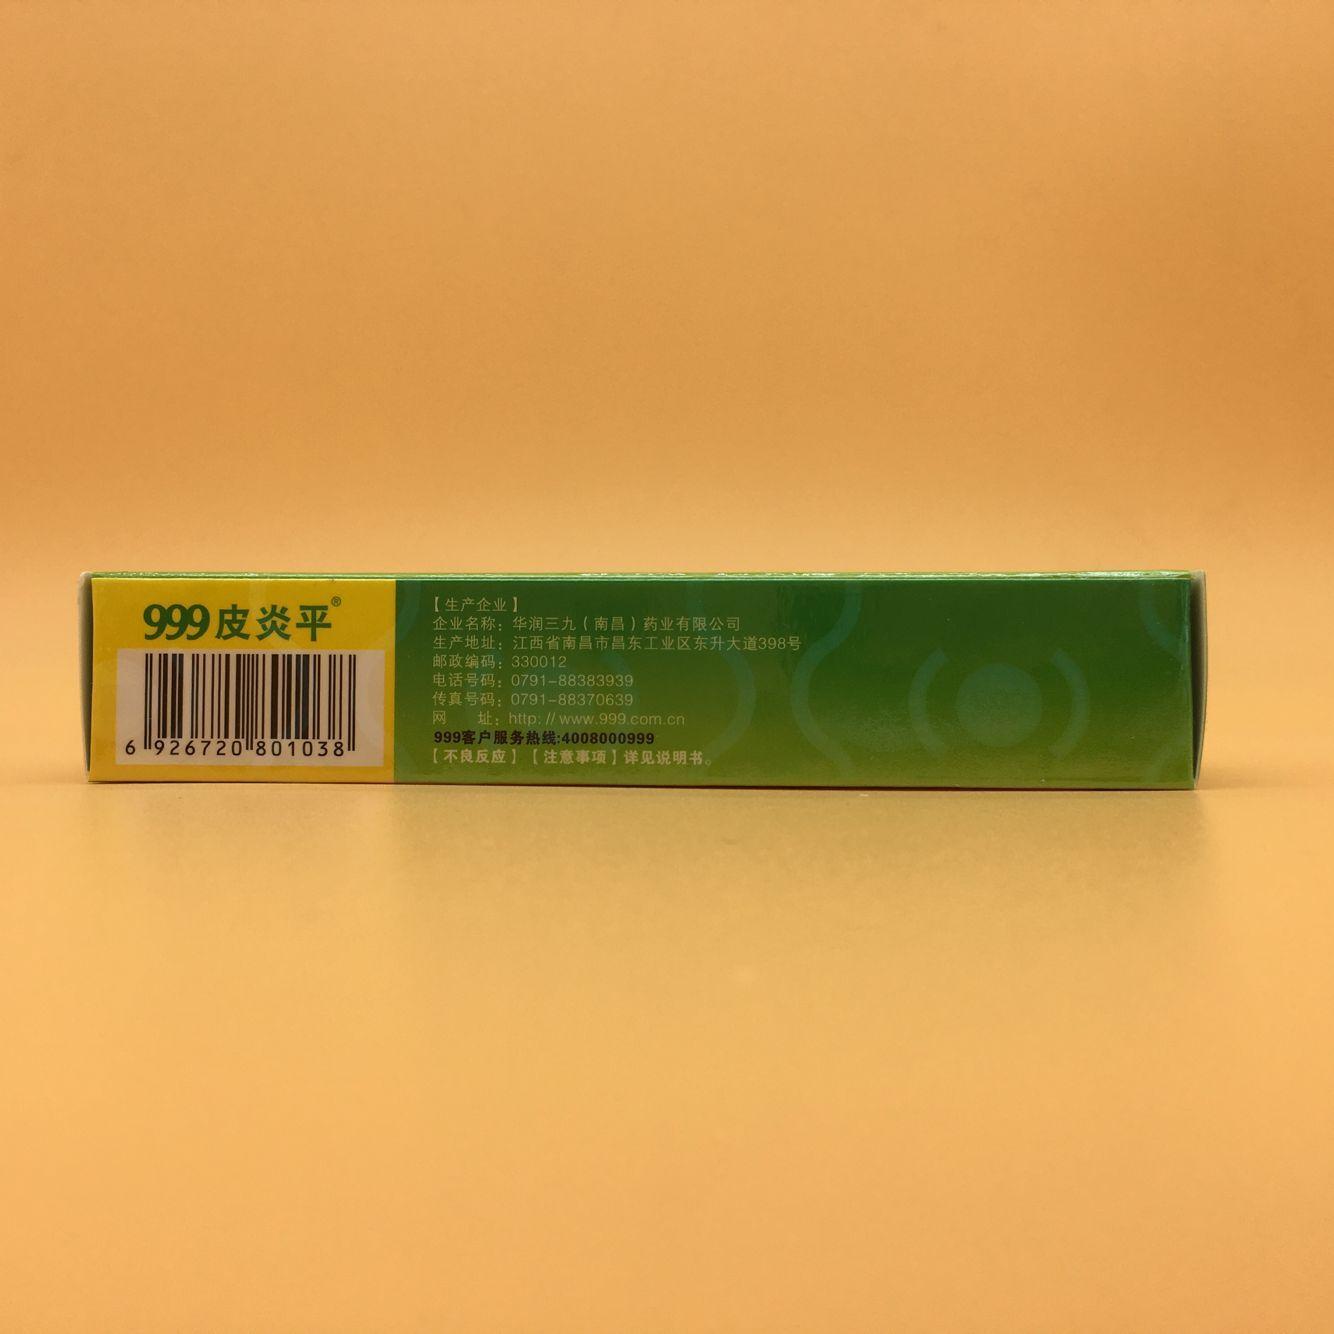 999皮炎平®
6 926720 801038
【生产企业】
企业名称：华润三九（南昌）药业有限公司
生产地址：江西省南昌市昌东工业区东升大道398号
邮政编码：330012
电话号码：0791-88383939
传真号码：0791-88370639
网　　址：http://www.999.com.cn
999客户服务热线:4008000999
【不良反应】【注意事项】详见说明书。